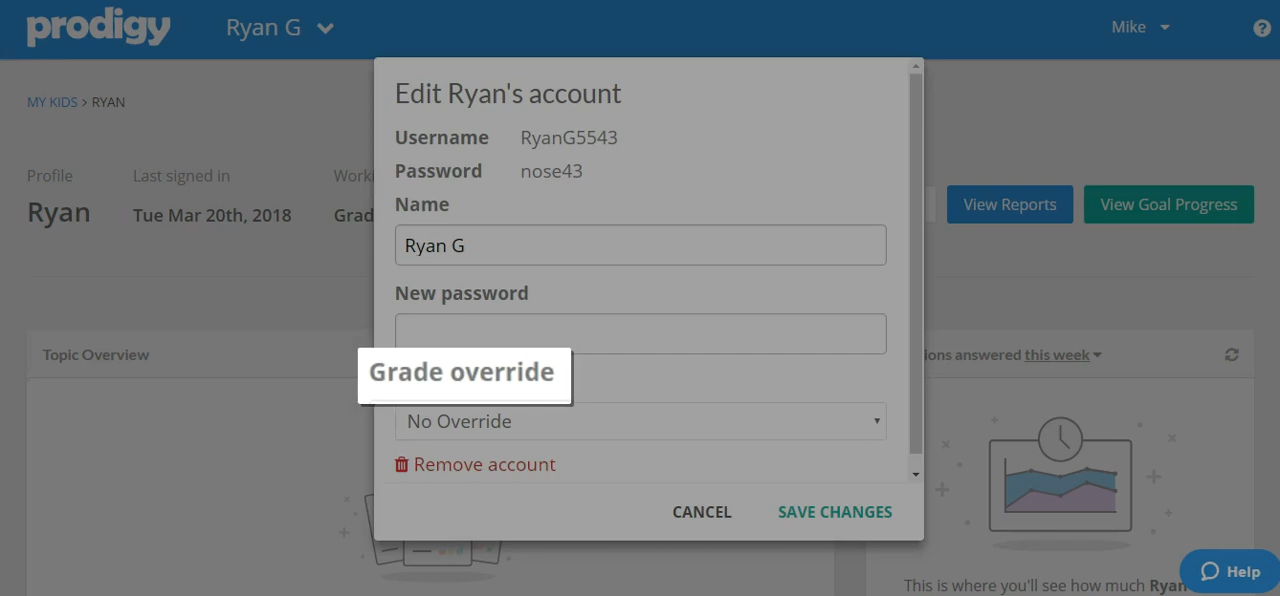 prodigy
Ryan G
Mike
MY KIDS > RYAN
Edit Ryan's account
Username RyanG5543
Password nose43
Name
Ryan G
New password
Grade override
No Override
Remove account
CANCEL SAVE CHANGES
Profile
Ryan
Last signed in
Tue Mar 20th, 2018
View Reports
View Goal Progress
Topic Overview
answered this week
This is where you'll see how much Ryan
Help